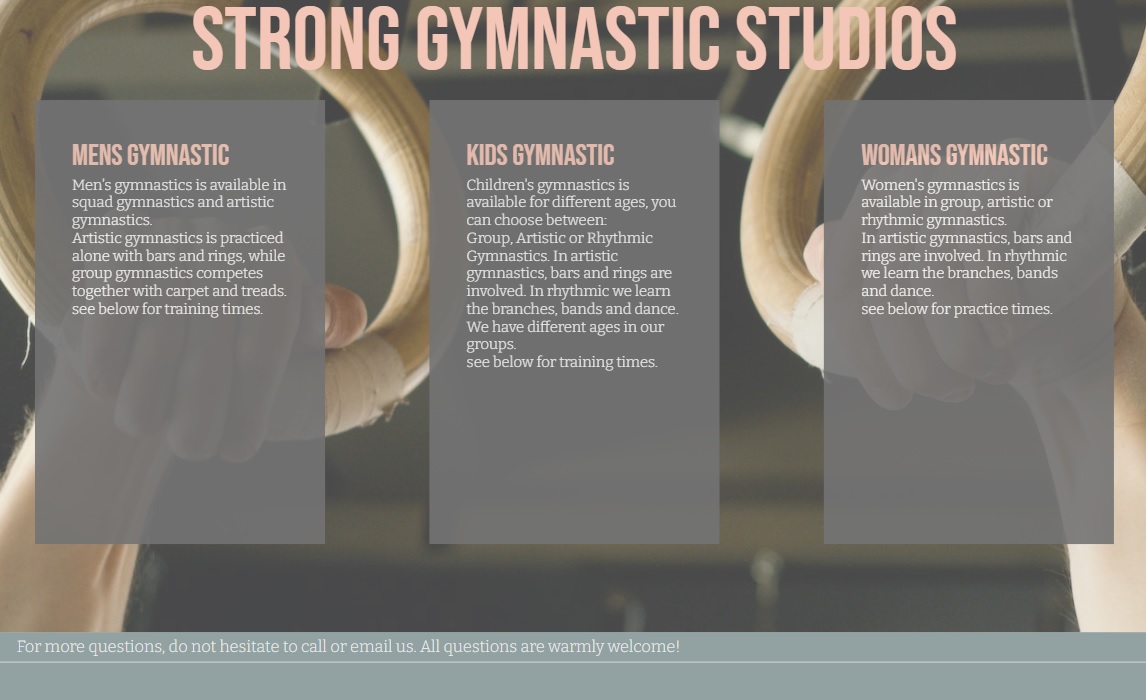 STRONG GYMNASTIC STUDIOS
MENS GYMNASTIC
Men's gymnastics is available in
squad gymnastics and artistic
gymnastics.
Artistic gymnastics is practiced
alone with bars and rings, while
group gymnastics competes
together with carpet and treads.
see below for training times.
KIDS GYMNASTIC
Children's gymnastics is
available for different ages, you
can choose between:
Group, Artistic or Rhythmic
Gymnastics. In artistic
gymnastics, bars and rings are
involved. In rhythmic we learn
the branches, bands and dance.
We have different ages in our
groups.
see below for training times.
WOMANS GYMNASTIC
Women's gymnastics is
available in group, artistic or
rhythmic gymnastics.
In artistic gymnastics, bars and
rings are involved. In rhythmic
we learn the branches, bands
and dance.
see below for practice times.
For more questions, do not hesitate to call or email us. All questions are warmly welcome!